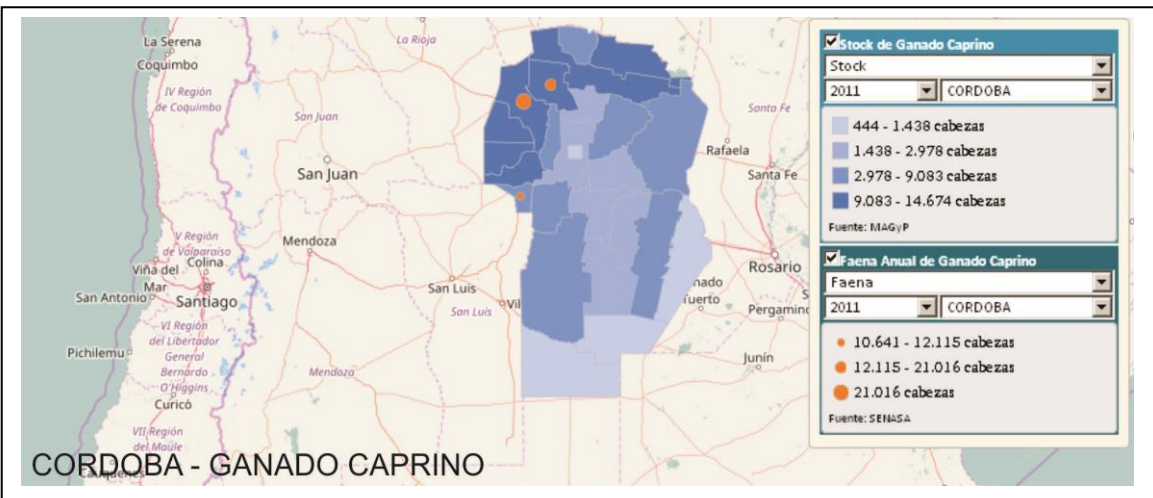 La Serena
Coquimbo
IV Región
de Coquimbo
La Rioja
San Juan
San Juan
Santa Fe
Rafaela
Santa Fe
V Región
de Valparaíso
Colina
Viña del
Mar
San Antonio
Santiago
Mendoza
San Luis
San Luis
Vil
Rosario
nado
uerto
Pergamino
VI Región
del Libertador
General
Bernardo
O'Higgins
Pichilemu
Mendoza
Junín
Curicó
VII Región
del Maule
Cauquenes
CORDOBA - GANADO CAPRINO
Stock de Ganado Caprino
Stock
2011 CORDOBA
444 - 1.438 cabezas
1.438 - 2.978 cabezas
2.978 - 9.083 cabezas
9.083 - 14.674 cabezas
Fuente: MAGyP
Faena Anual de Ganado Caprino
Faena
2011 CORDOBA
10.641 - 12.115 cabezas
12.115 - 21.016 cabezas
21.016 cabezas
Fuente: SENASA